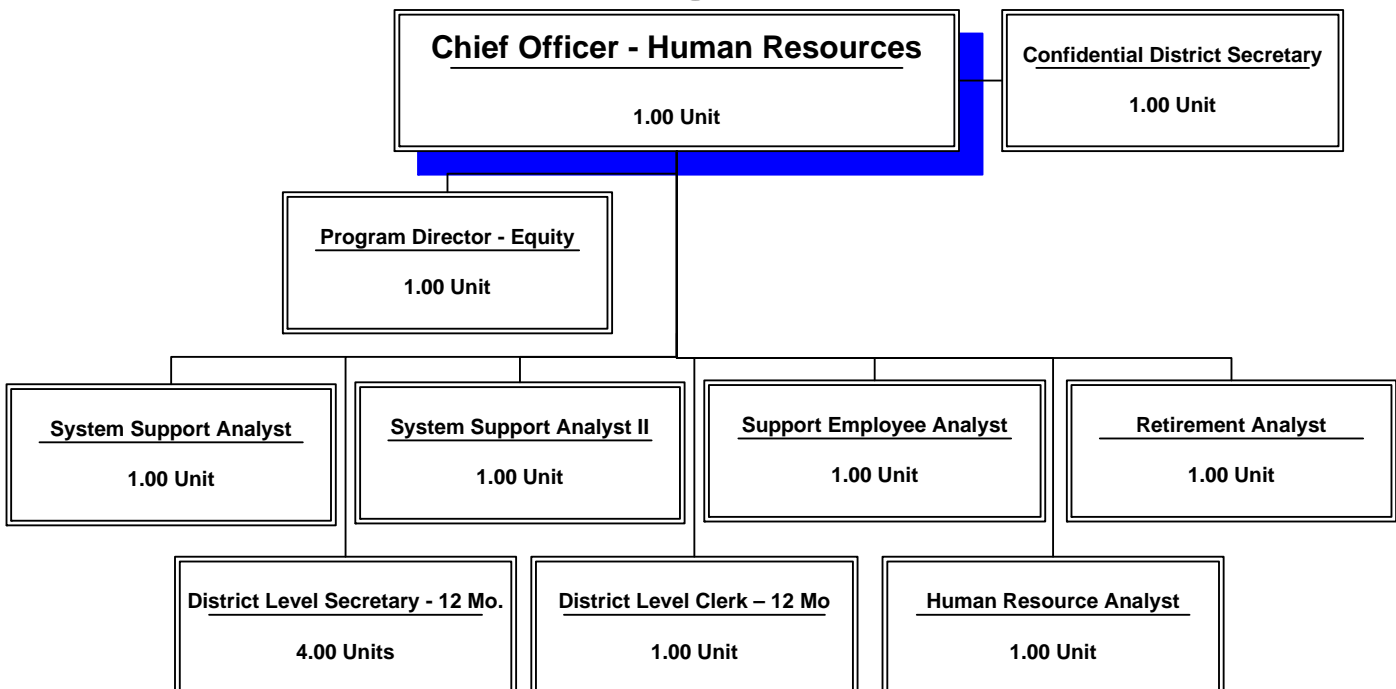 Chief Officer - Human Resources
1.00 Unit
Confidential District Secretary
1.00 Unit
Program Director - Equity
1.00 Unit
System Support Analyst
1.00 Unit
System Support Analyst II
1.00 Unit
Support Employee Analyst
1.00 Unit
Retirement Analyst
1.00 Unit
District Level Secretary - 12 Mo.
4.00 Units
District Level Clerk – 12 Mo
1.00 Unit
Human Resource Analyst
1.00 Unit